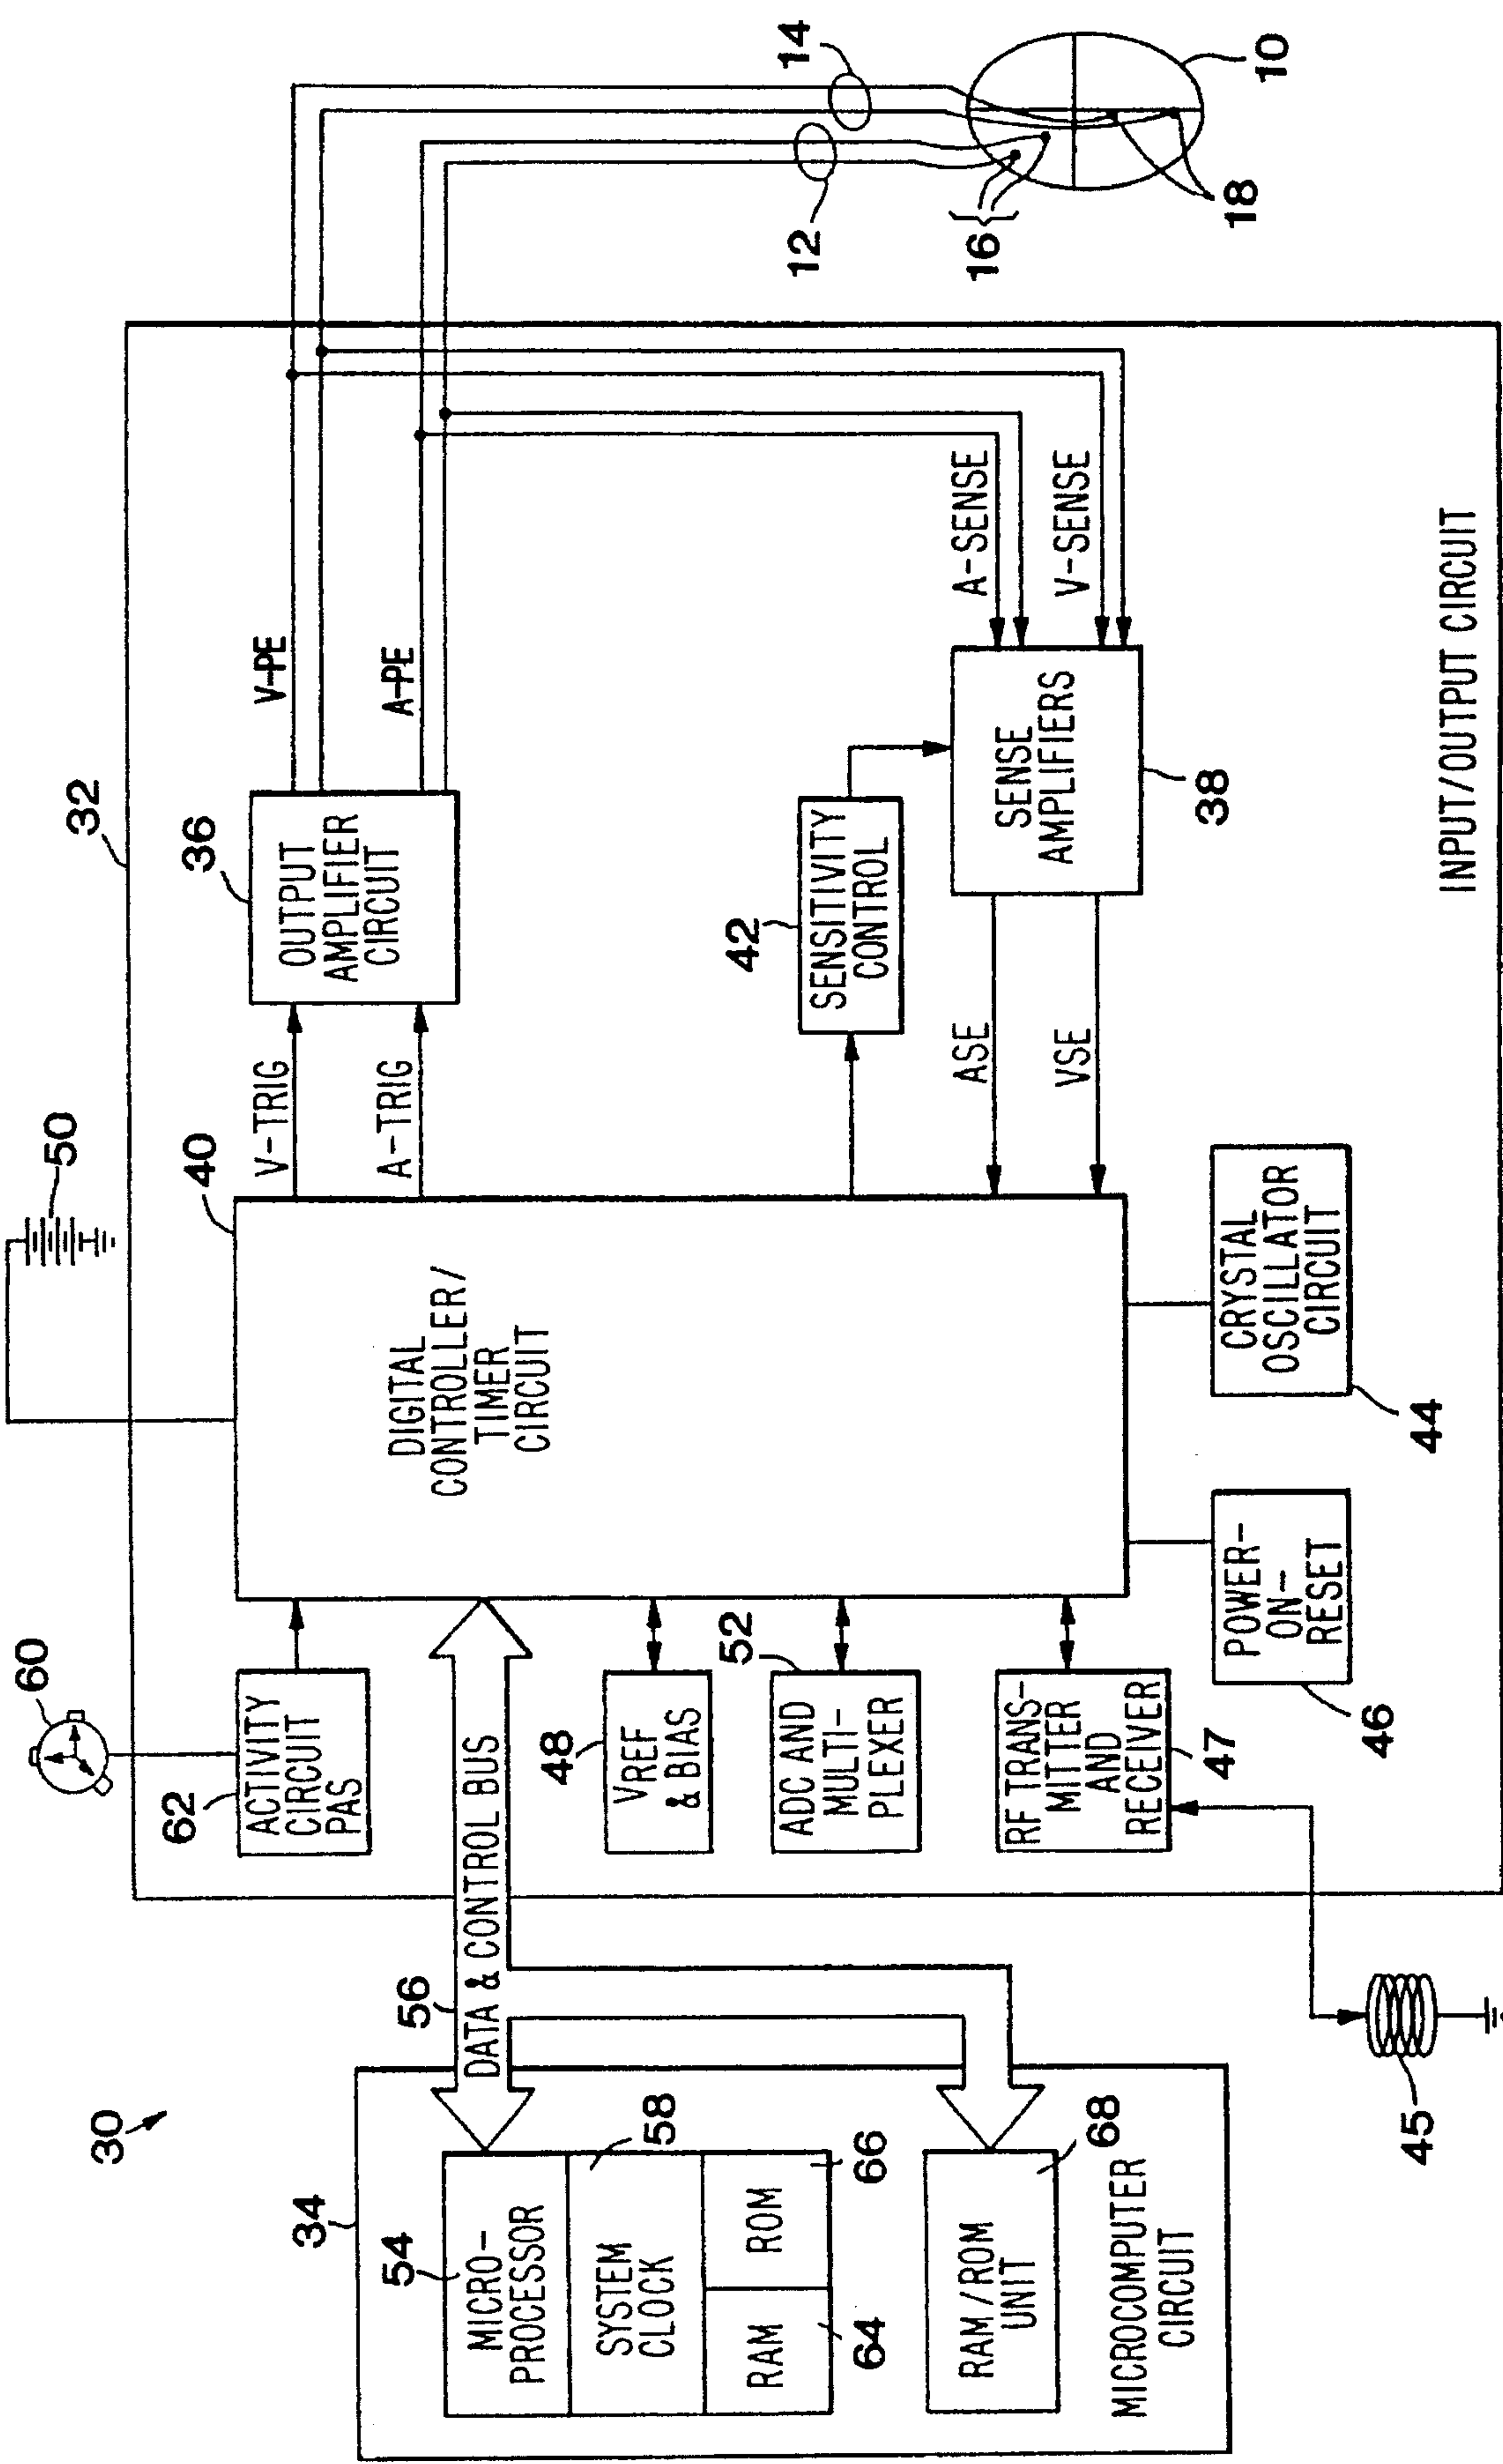 30
34
54
MICRO-
PROCESSOR
58
SYSTEM
CLOCK
RAM
ROM
64
66
RAM/ROM
UNIT
68
MICROCOMPUTER
CIRCUIT
56
DATA & CONTROL BUS
45
60
62
ACTIVITY
CIRCUIT
PAS
48
VREF
& BIAS
52
ADC AND
MULTI-
PLEXER
RF TRANS-
MITTER
AND
RECEIVER
47
POWER-
ON-
RESET
46
50
40
DIGITAL
CONTROLLER/
TIMER
CIRCUIT
CRYSTAL
OSCILLATOR
CIRCUIT
44
V-TRIG
A-TRIG
ASE
VSE
32
36
OUTPUT
AMPLIFIER
CIRCUIT
42
SENSITIVITY
CONTROL
SENSE
AMPLIFIERS
38
V-PE
A-PE
A-SENSE
V-SENSE
INPUT/OUTPUT CIRCUIT
14
12
16
18
10